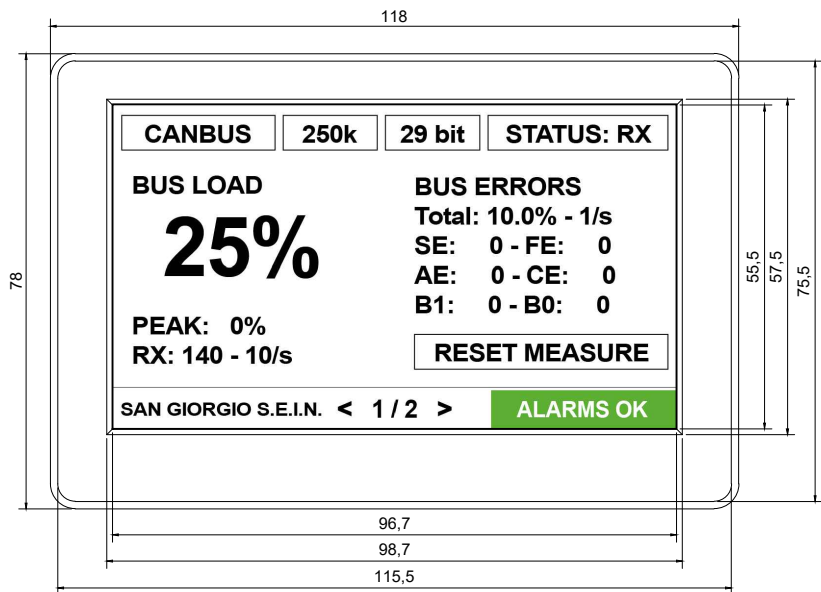 118
CANBUS 250k 29 bit STATUS: RX
BUS LOAD
25%
PEAK: 0%
RX: 140 - 10/s
BUS ERRORS
Total: 10.0% - 1/s
SE: 0 - FE: 0
AE: 0 - CE: 0
B1: 0 - B0: 0
RESET MEASURE
SAN GIORGIO S.E.I.N. < 1 / 2 > ALARMS OK
78
55,5
57,5
75,5
96,7
98,7
115,5